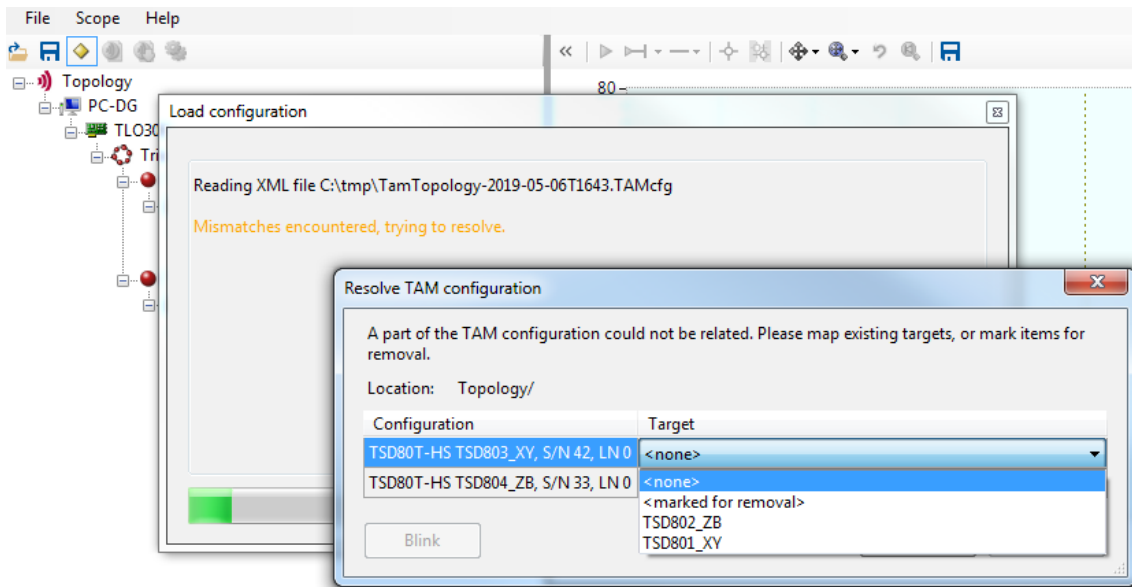 File Scope Help
Topology
80
PC-DG
Load configuration
TLO30
Tri
Reading XML file C:\tmp\TamTopology-2019-05-06T1643.TAMcfg
Mismatches encountered, trying to resolve.
Resolve TAM configuration
A part of the TAM configuration could not be related. Please map existing targets, or mark items for
removal.
Location: Topology/
Configuration Target
TSD80T-HS TSD803_XY, S/N 42, LN 0 <none>
TSD80T-HS TSD804_ZB, S/N 33, LN 0 <none>
<marked for removal>
TSD802_ZB
TSD801_XY
Blink